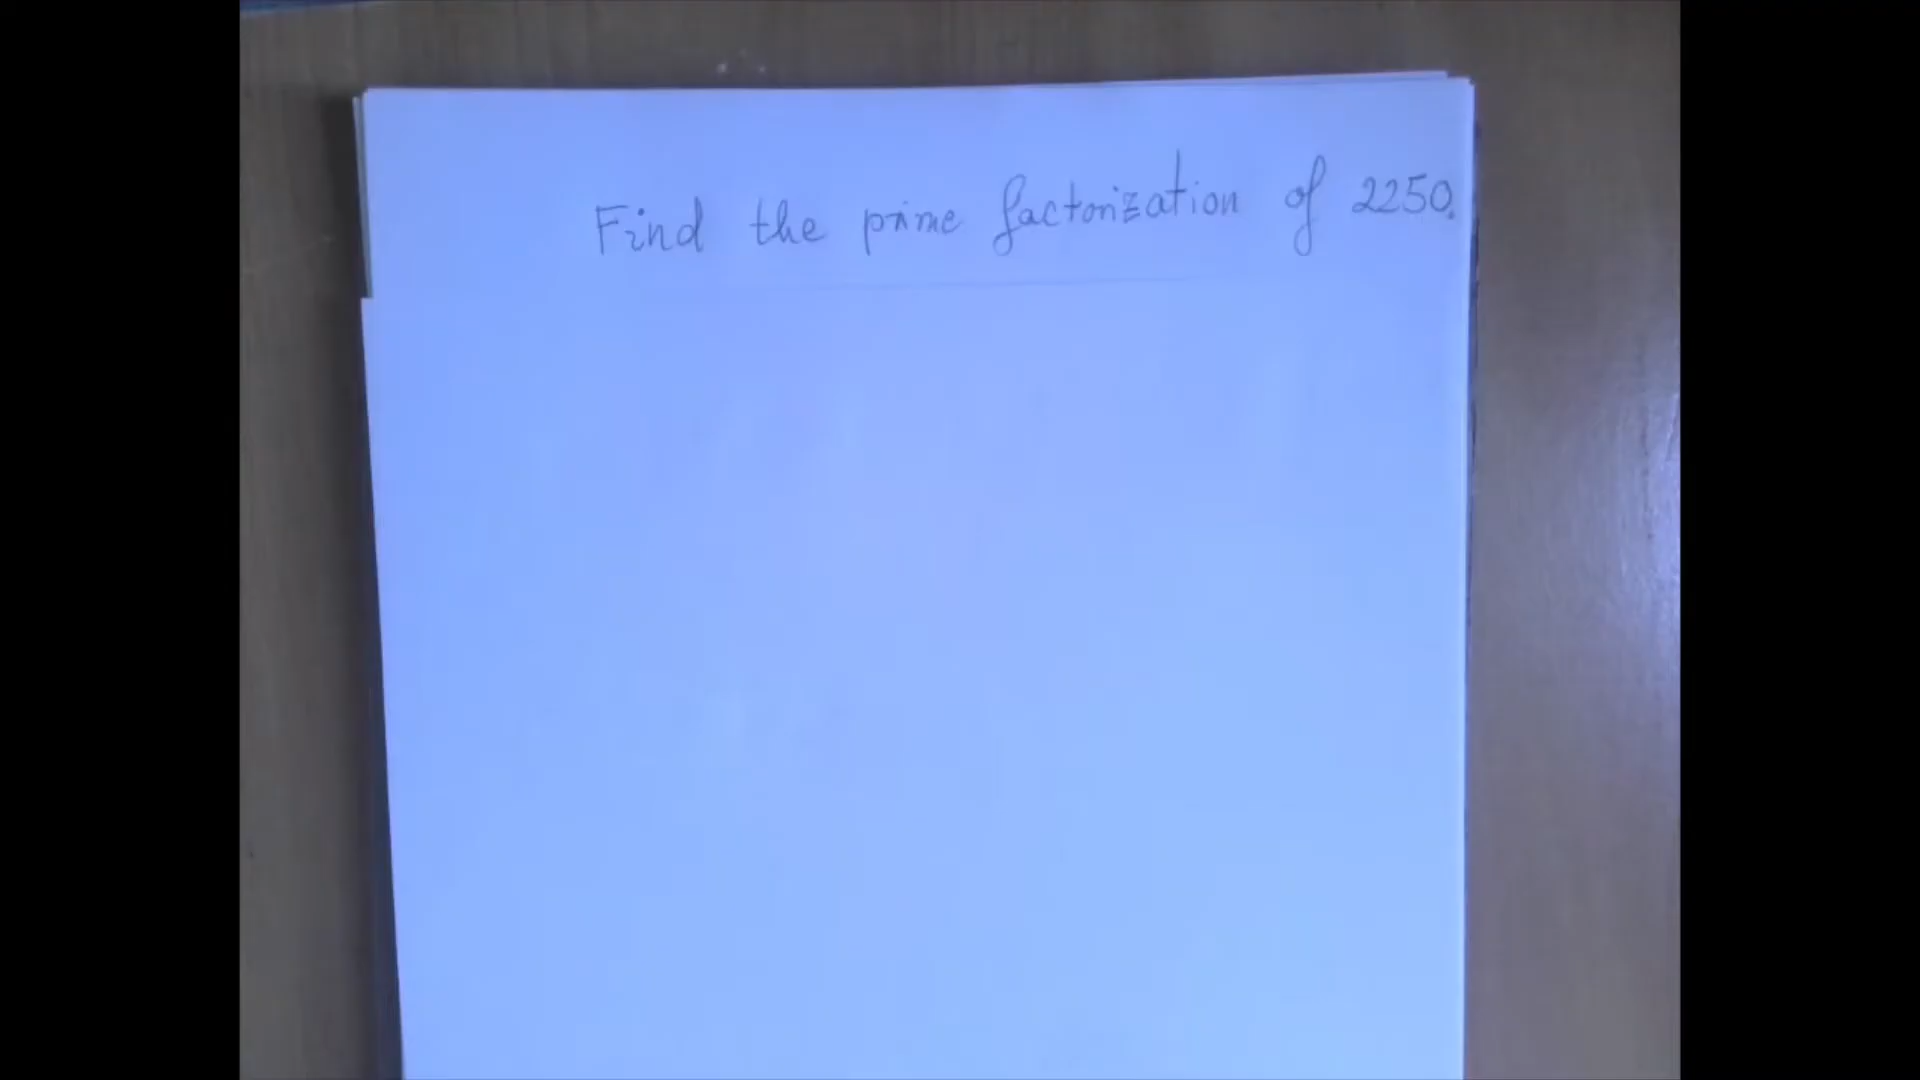 Find the prime factorization of 2250.